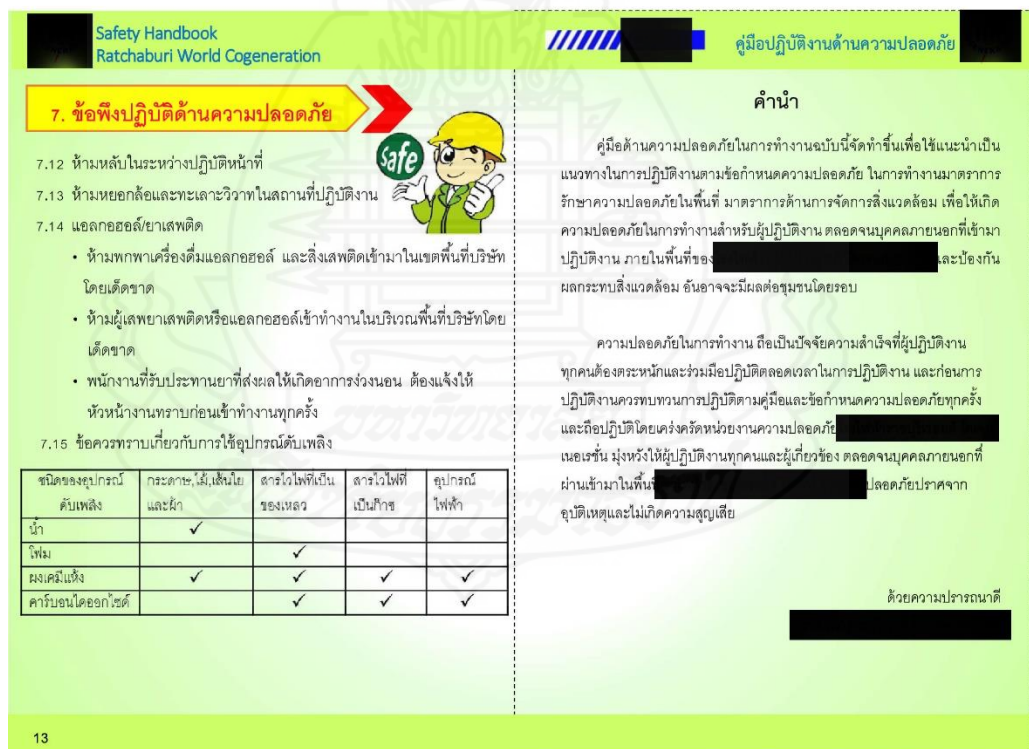 Safety Handbook
Ratchaburi World Cogeneration
7. ข้อพึงปฏิบัติด้านความปลอดภัย
safe
7.12 ห้ามหลับในระหว่างปฏิบัติหน้าที่
7.13 ห้ามหยอกล้อและทะเลาะวิวาทในสถานที่ปฏิบัติงาน
7.14 แอลกอฮอล์/ยาเสพติด
• ห้ามพกพาเครื่องดื่มแอลกอฮอล์ และสิ่งเสพติดเข้ามาในเขตพื้นที่บริษัท
โดยเด็ดขาด
• ห้ามผู้เสพยาเสพติดหรือแอลกอฮอล์เข้าทำงานในบริเวณพื้นที่บริษัทโดย
เด็ดขาด
• พนักงานที่รับประทานยาที่ส่งผลให้เกิดอาการง่วงนอน ต้องแจ้งให้
หัวหน้างานทราบก่อนเข้าทำงานทุกครั้ง
7.15 ข้อควรทราบเกี่ยวกับการใช้อุปกรณ์ดับเพลิง
ชนิดของอุปกรณ์ดับเพลิง กระดาษ,ไม้,เส้นใยและผ้า สารไวไฟที่เป็นของเหลว สารไวไฟที่เป็นก๊าซ อุปกรณ์ไฟฟ้า
น้ำ ✓
โฟม ✓
ผงเคมีแห้ง ✓ ✓ ✓ ✓
คาร์บอนไดออกไซด์ ✓ ✓ ✓
13
คู่มือปฏิบัติงานด้านความปลอดภัย
คำนำ
คู่มือด้านความปลอดภัยในการทำงานฉบับนี้จัดทำขึ้นเพื่อใช้แนะนำเป็น
แนวทางในการปฏิบัติงานตามข้อกำหนดความปลอดภัย ในการทำงานมาตราการ
รักษาความปลอดภัยในพื้นที่ มาตราการด้านการจัดการสิ่งแวดล้อม เพื่อให้เกิด
ความปลอดภัยในการทำงานสำหรับผู้ปฏิบัติงาน ตลอดจนบุคคลภายนอกที่เข้ามา
ปฏิบัติงาน ภายในพื้นที่ของ และป้องกัน
ผลกระทบสิ่งแวดล้อม อันอาจจะมีผลต่อชุมชนโดยรอบ
ความปลอดภัยในการทำงาน ถือเป็นปัจจัยความสำเร็จที่ผู้ปฏิบัติงาน
ทุกคนต้องตระหนักและร่วมมือปฏิบัติตลอดเวลาในการปฏิบัติงาน และก่อนการ
ปฏิบัติงานควรทบทวนการปฏิบัติตามคู่มือและข้อกำหนดความปลอดภัยทุกครั้ง
และถือปฏิบัติโดยเคร่งครัดหน่วยงานความปลอดภัย
เนอเรชั่น มุ่งหวังให้ผู้ปฏิบัติงานทุกคนและผู้เกี่ยวข้อง ตลอดจนบุคคลภายนอกที่
ผ่านเข้ามาในพื้นที่ ปลอดภัยปราศจาก
อุบัติเหตุและไม่เกิดความสูญเสีย
ด้วยความปรารถนาดี